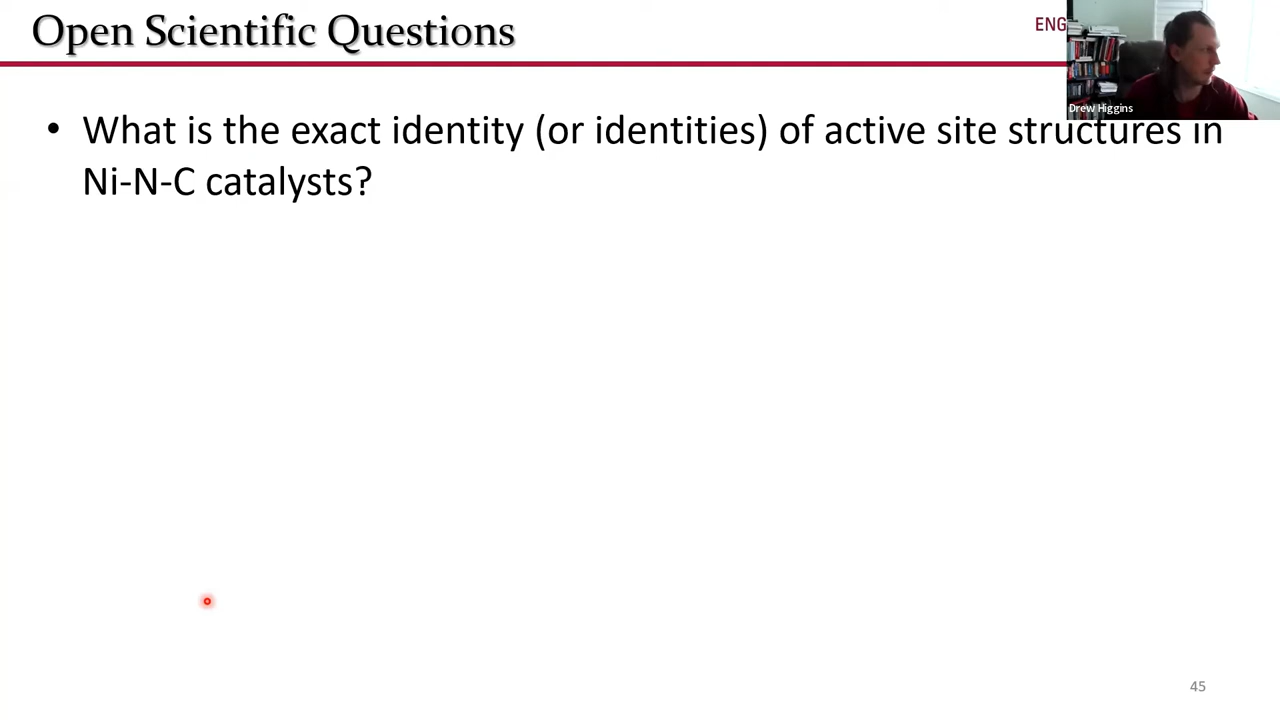 Open Scientific Questions
ENG
Drew Higgins
• What is the exact identity (or identities) of active site structures in
Ni-N-C catalysts?
45